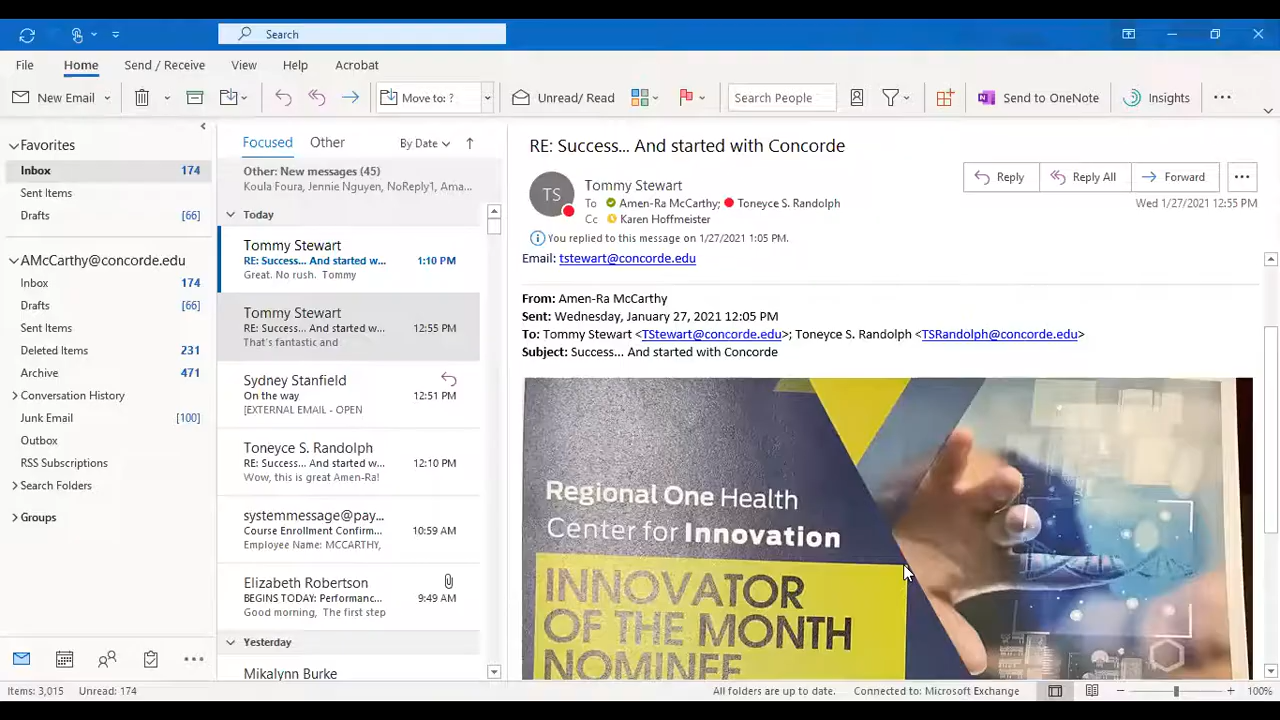 Search
File Home Send / Receive View Help Acrobat
New Email Move to: ? Unread/ Read Search People Send to OneNote Insights
Favorites
Inbox 174
Sent Items
Drafts [66]
AMcCarthy@concorde.edu
Inbox 174
Drafts [66]
Sent Items
Deleted Items 231
Archive 471
Conversation History
Junk Email [100]
Outbox
RSS Subscriptions
Search Folders
Groups
Focused Other By Date
Other: New messages (45)
Koula Foura, Jennie Nguyen, NoReply1, Ama...
Today
Tommy Stewart
RE: Success... And started w... 1:10 PM
Great. No rush. Tommy
Tommy Stewart
RE: Success... And started w... 12:55 PM
That's fantastic and
Sydney Stanfield
On the way 12:51 PM
[EXTERNAL EMAIL - OPEN
Toneyce S. Randolph
RE: Success... And started w... 12:10 PM
Wow, this is great Amen-Ra!
systemmessage@pay...
Course Enrollment Confirm... 10:59 AM
Employee Name: MCCARTHY,
Elizabeth Robertson
BEGINS TODAY: Performanc... 9:49 AM
Good morning, The first step
Yesterday
Mikalynn Burke
RE: Success... And started with Concorde
TS
Tommy Stewart
To Amen-Ra McCarthy; Toneyce S. Randolph
Cc Karen Hoffmeister
Reply Reply All Forward
Wed 1/27/2021 12:55 PM
You replied to this message on 1/27/2021 1:05 PM.
Email: tstewart@concorde.edu
From: Amen-Ra McCarthy
Sent: Wednesday, January 27, 2021 12:05 PM
To: Tommy Stewart <TStewart@concorde.edu>; Toneyce S. Randolph <TSRandolph@concorde.edu>
Subject: Success... And started with Concorde
Regional One Health
Center for Innovation
INNOVATOR
OF THE MONTH
NOMINEE
Items: 3,015 Unread: 174 All folders are up to date. Connected to: Microsoft Exchange 100%